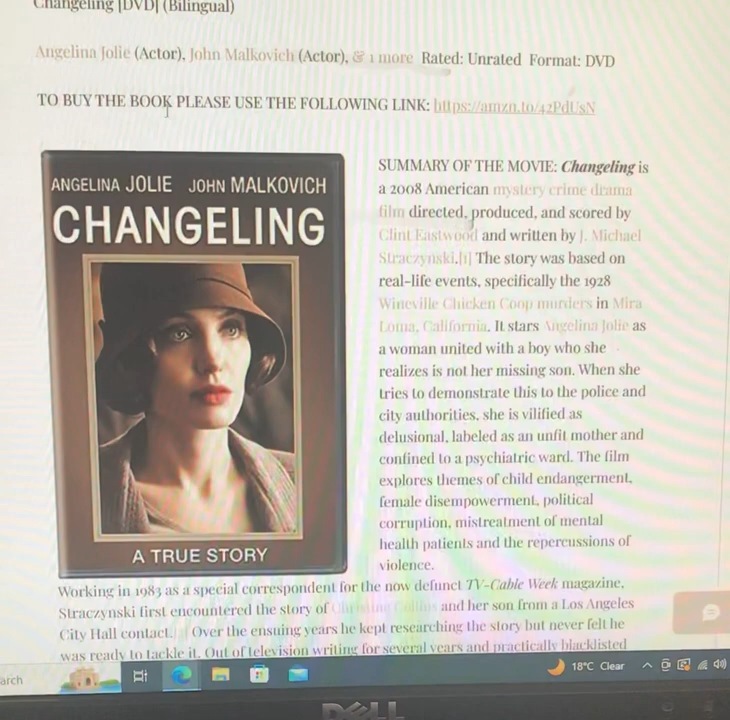 Changeling [DVD] (Bilingual)
Angelina Jolie (Actor), John Malkovich (Actor), & 1 more Rated: Unrated Format: DVD
TO BUY THE BOOK PLEASE USE THE FOLLOWING LINK: https://amzn.to/42PdUsN
ANGELINA JOLIE JOHN MALKOVICH
CHANGELING
A TRUE STORY
SUMMARY OF THE MOVIE: Changeling is
a 2008 American mystery crime drama
film directed, produced, and scored by
Clint Eastwood and written by J. Michael
Straczynski.[1] The story was based on
real-life events, specifically the 1928
Wineville Chicken Coop murders in Mira
Loma, California. It stars Angelina Jolie as
a woman united with a boy who she
realizes is not her missing son. When she
tries to demonstrate this to the police and
city authorities, she is vilified as
delusional, labeled as an unfit mother and
confined to a psychiatric ward. The film
explores themes of child endangerment,
female disempowerment, political
corruption, mistreatment of mental
health patients and the repercussions of
violence.
Working in 1983 as a special correspondent for the now defunct TV-Cable Week magazine,
Straczynski first encountered the story of Christine Collins and her son from a Los Angeles
City Hall contact. Over the ensuing years he kept researching the story but never felt he
was ready to tackle it. Out of television writing for several years and practically blacklisted
arch
18°C Clear
DELL